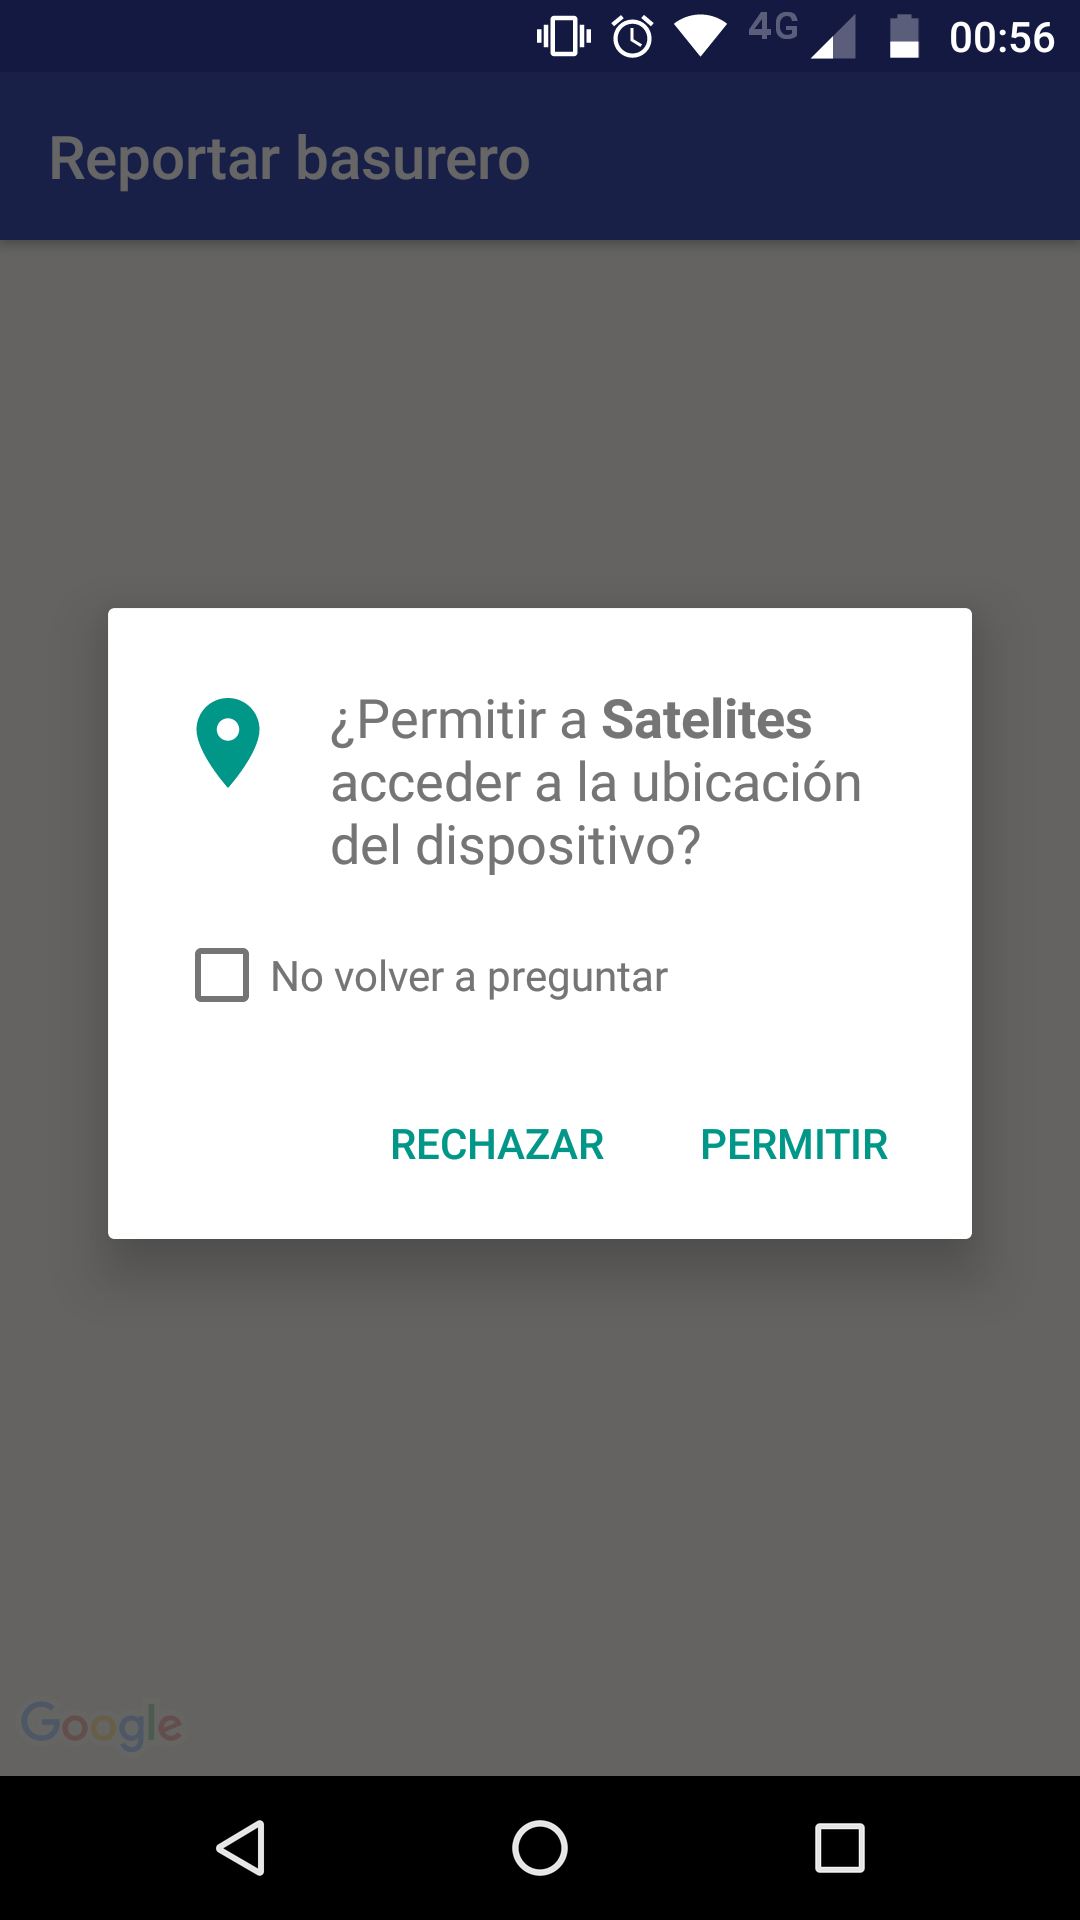 4G 00:56
Reportar basurero
¿Permitir a Satelites
acceder a la ubicación
del dispositivo?
No volver a preguntar
RECHAZAR PERMITIR
Google